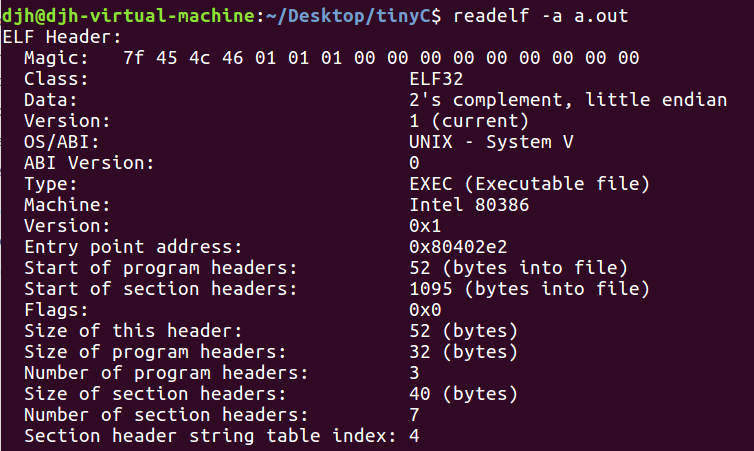 djh@djh-virtual-machine:~/Desktop/tinyC$ readelf -a a.out
ELF Header:
  Magic:   7f 45 4c 46 01 01 01 00 00 00 00 00 00 00 00 00
  Class:                             ELF32
  Data:                              2's complement, little endian
  Version:                           1 (current)
  OS/ABI:                            UNIX - System V
  ABI Version:                       0
  Type:                              EXEC (Executable file)
  Machine:                           Intel 80386
  Version:                           0x1
  Entry point address:               0x80402e2
  Start of program headers:          52 (bytes into file)
  Start of section headers:          1095 (bytes into file)
  Flags:                             0x0
  Size of this header:               52 (bytes)
  Size of program headers:           32 (bytes)
  Number of program headers:         3
  Size of section headers:           40 (bytes)
  Number of section headers:         7
  Section header string table index: 4